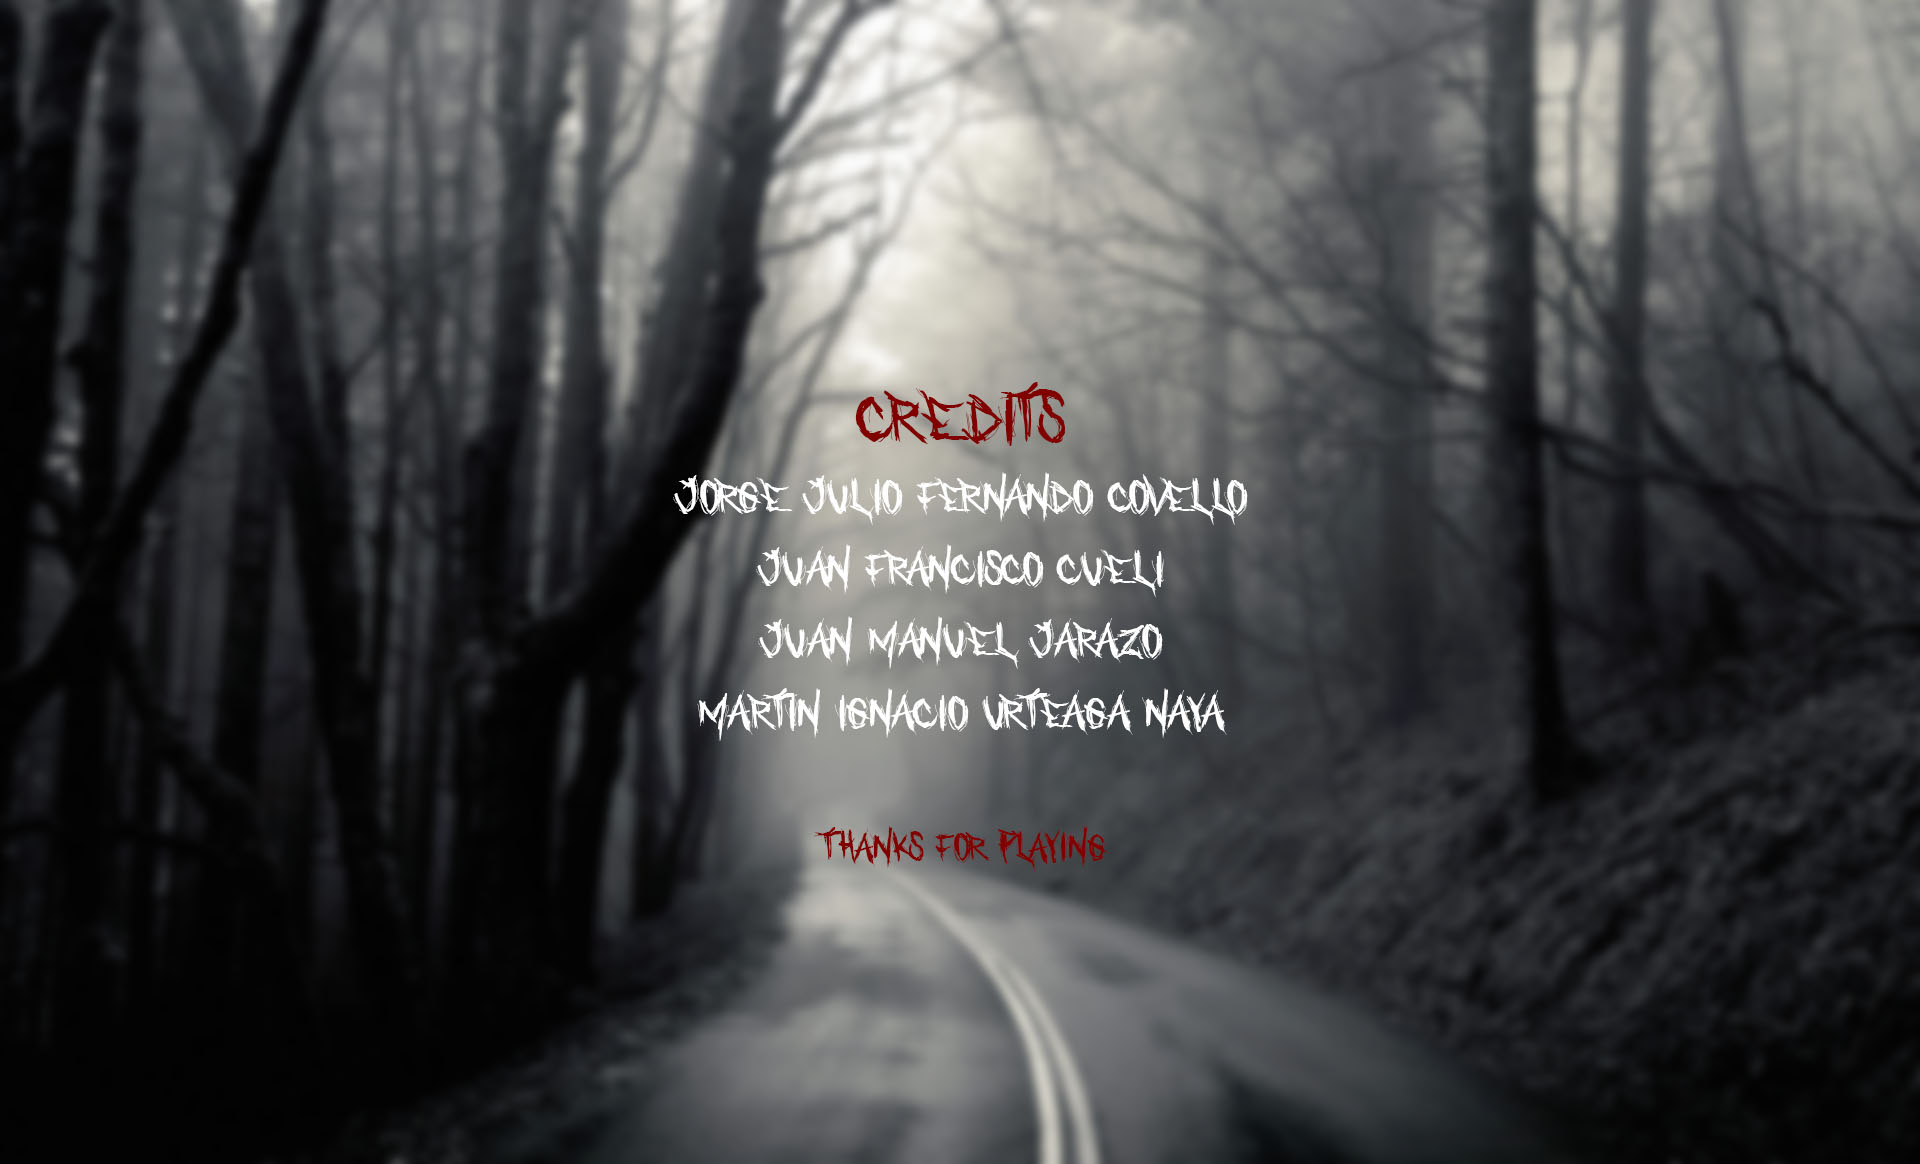 CREDITS
JORGE JULIO FERNANDO COVELLO
JUAN FRANCISCO CUELI
JUAN MANUEL JARAZO
MARTIN IGNACIO URTEAGA NAYA
THANKS FOR PLAYING